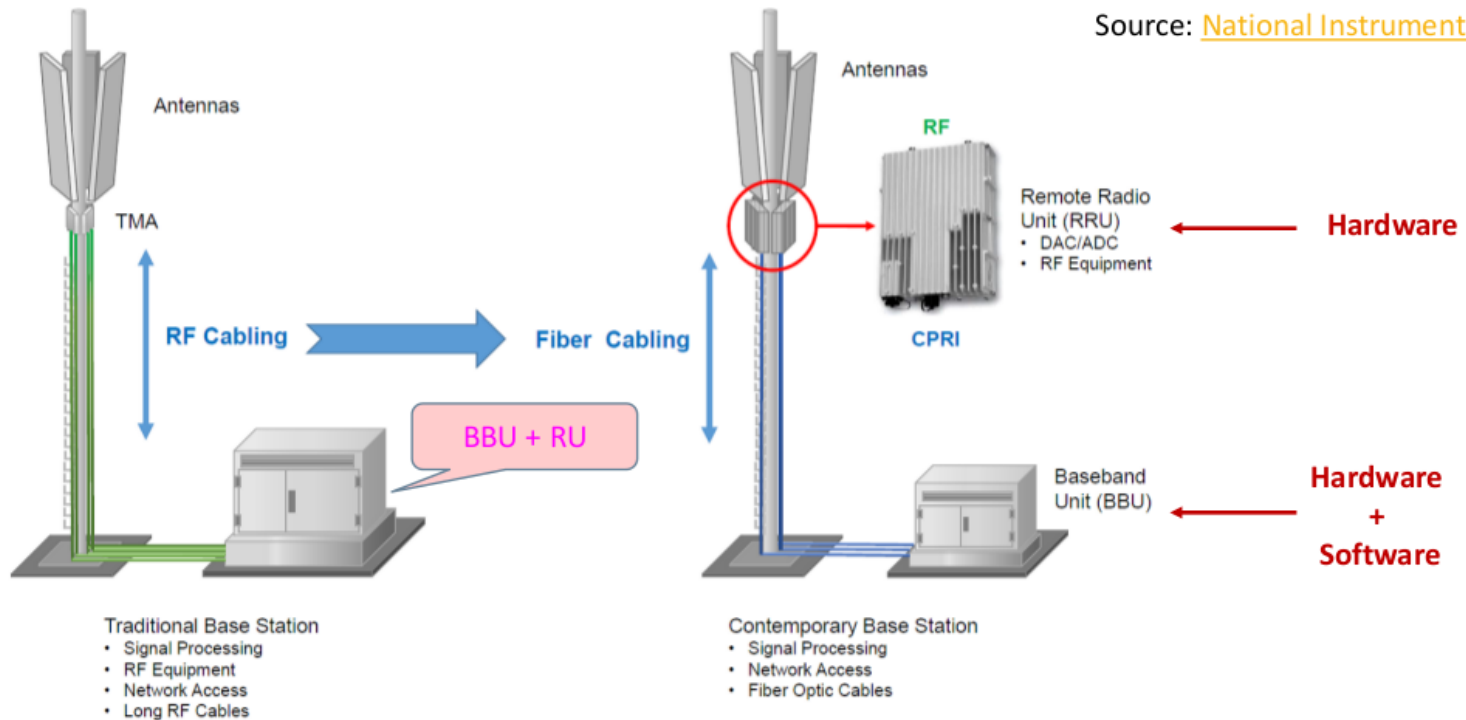 Source: National Instrument
Antennas
TMA
RF Cabling
BBU + RU
Traditional Base Station
• Signal Processing
• RF Equipment
• Network Access
• Long RF Cables
Antennas
RF
Remote Radio
Unit (RRU)
• DAC/ADC
• RF Equipment
Hardware
CPRI
Fiber Cabling
Baseband
Unit (BBU)
Hardware
+
Software
Contemporary Base Station
• Signal Processing
• Network Access
• Fiber Optic Cables